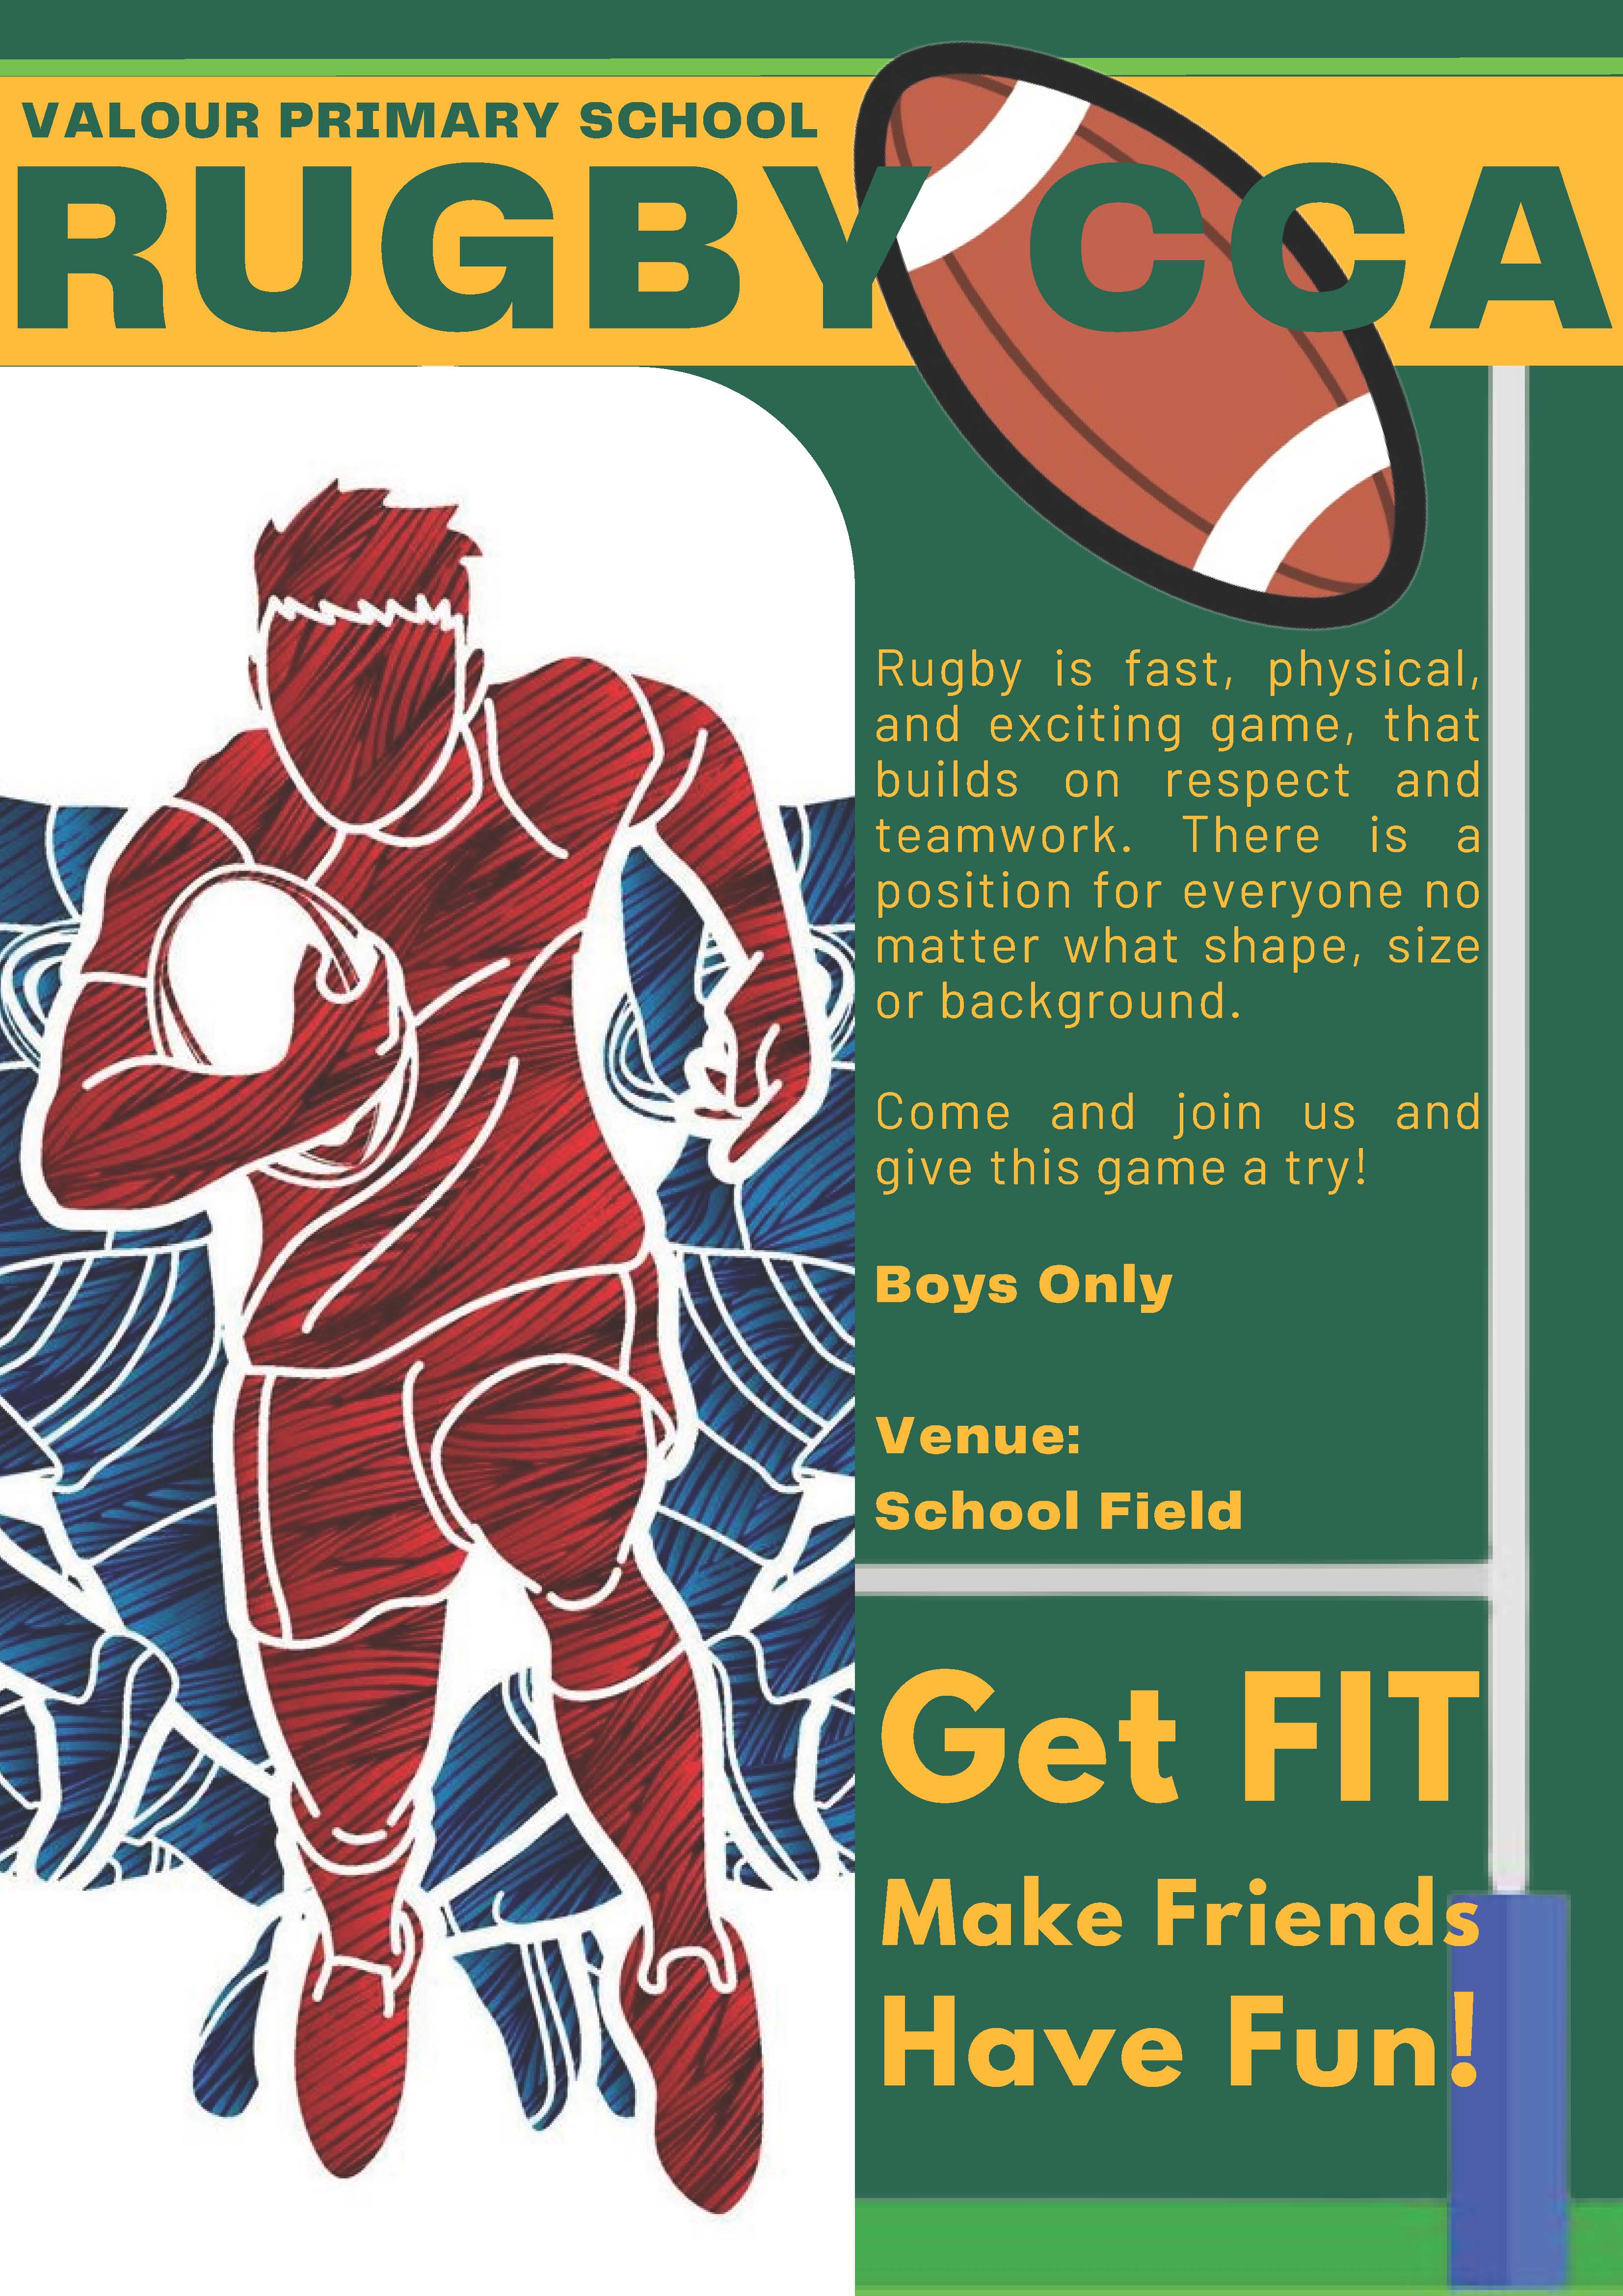 VALOUR PRIMARY SCHOOL
RUGBY CCA
Rugby is fast, physical,
and exciting game, that
builds on respect and
teamwork. There is a
position for everyone no
matter what shape, size
or background.
Come and join us and
give this game a try!
Boys Only
Venue:
School Field
Get FIT
Make Friends
Have Fun!